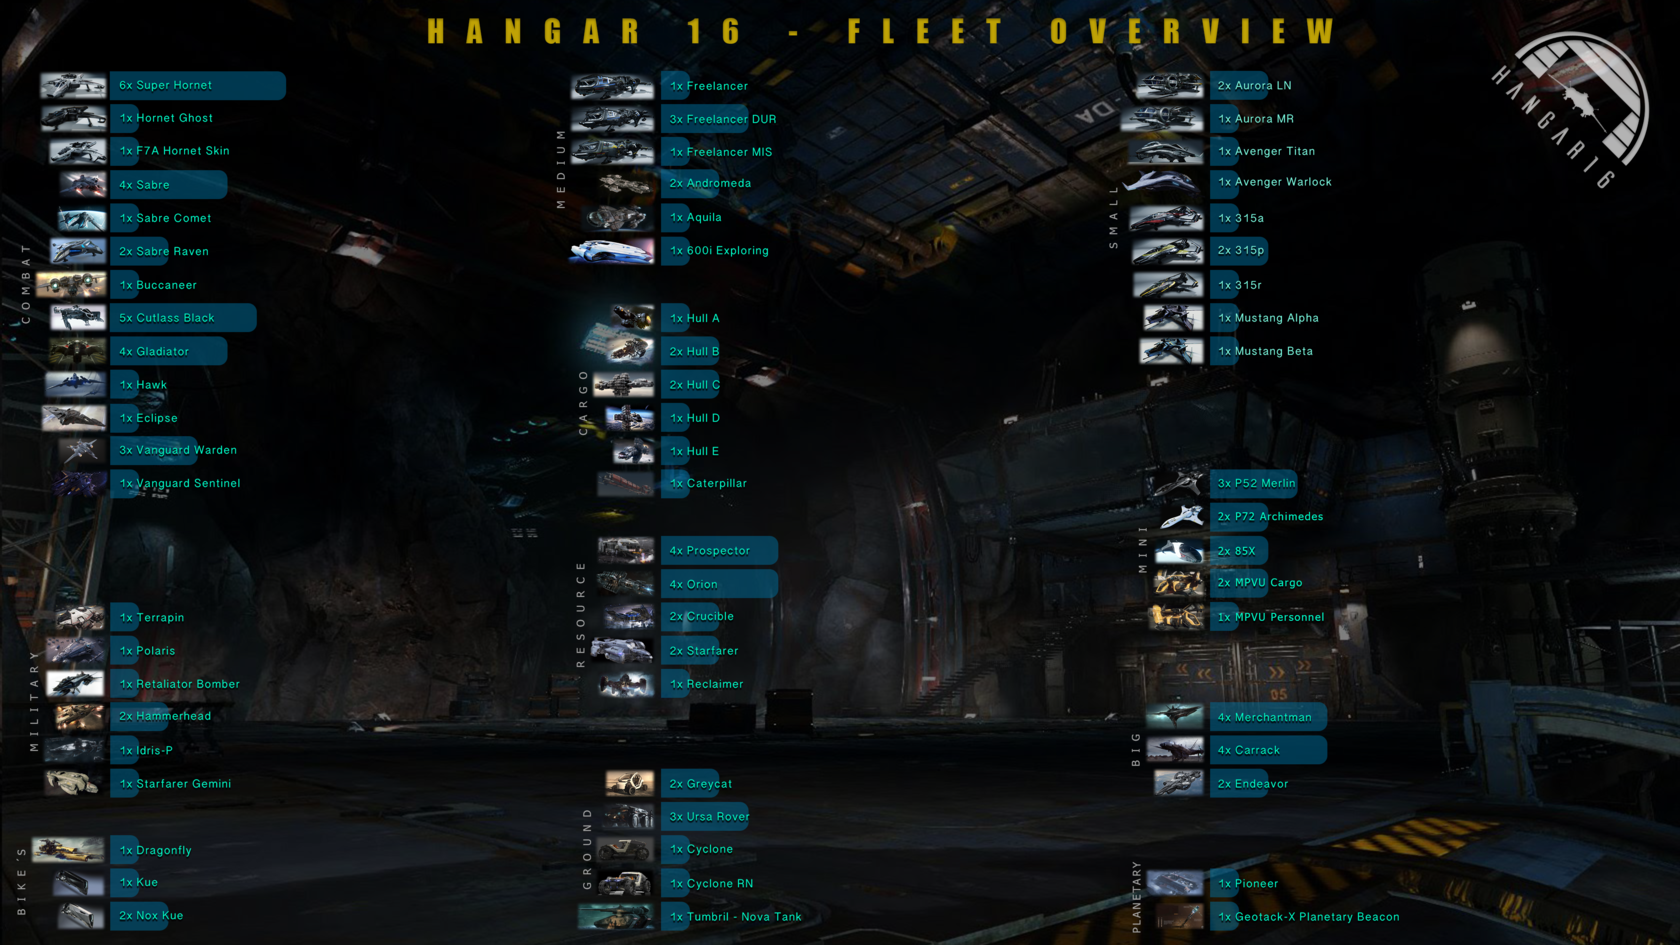 HANGAR 16 - FLEET OVERVIEW
HANGAR16
COMBAT
6x Super Hornet
1x Hornet Ghost
1x F7A Hornet Skin
4x Sabre
1x Sabre Comet
2x Sabre Raven
1x Buccaneer
5x Cutlass Black
4x Gladiator
1x Hawk
1x Eclipse
3x Vanguard Warden
1x Vanguard Sentinel
MILITARY
1x Terrapin
1x Polaris
1x Retaliator Bomber
2x Hammerhead
1x Idris-P
1x Starfarer Gemini
BIKE'S
1x Dragonfly
1x Kue
2x Nox Kue
MEDIUM
1x Freelancer
3x Freelancer DUR
1x Freelancer MIS
2x Andromeda
1x Aquila
1x 600i Exploring
CARGO
1x Hull A
2x Hull B
2x Hull C
1x Hull D
1x Hull E
1x Caterpillar
RESOURCE
4x Prospector
4x Orion
2x Crucible
2x Starfarer
1x Reclaimer
GROUND
2x Greycat
3x Ursa Rover
1x Cyclone
1x Cyclone RN
1x Tumbril - Nova Tank
SMALL
2x Aurora LN
1x Aurora MR
1x Avenger Titan
1x Avenger Warlock
1x 315a
2x 315p
1x 315r
1x Mustang Alpha
1x Mustang Beta
MINI
3x P52 Merlin
2x P72 Archimedes
2x 85X
2x MPVU Cargo
1x MPVU Personnel
05
BIG
4x Merchantman
4x Carrack
2x Endeavor
PLANETARY
1x Pioneer
1x Geotack-X Planetary Beacon